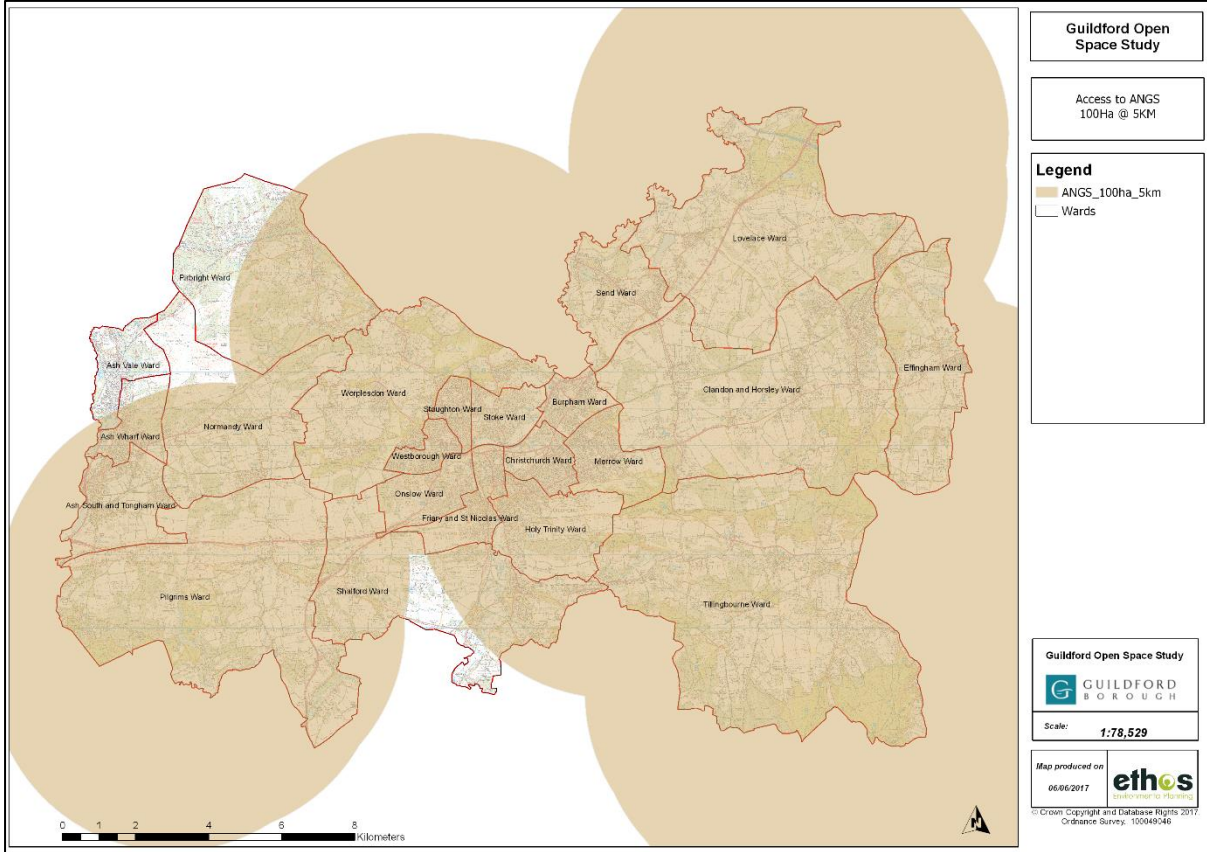 Guildford Open
Space Study
Access to ANGS
100Ha @ 5KM
Legend
ANGS_100ha_5km
Wards
Lovelace Ward
Pirbright Ward
Send Ward
Ash Vale Ward
Effingham Ward
Worplesdon Ward
Clandon and Horsley Ward
Stoughton Ward
Stoke Ward
Burpham Ward
Ash Wharf Ward
Normandy Ward
Westborough Ward
Christchurch Ward
Merrow Ward
Onslow Ward
Ash South and Tongham Ward
Friary and St Nicolas Ward
Holy Trinity Ward
Pilgrims Ward
Shalford Ward
Tillingbourne Ward
0 1 2 4 6 8
Kilometers
N
Guildford Open Space Study
G GUILDFORD
BOROUGH
Scale: 1:78,529
Map produced on
06/06/2017
ethos
Environmental Planning
© Crown Copyright and Database Rights 2017.
Ordnance Survey. 100049046